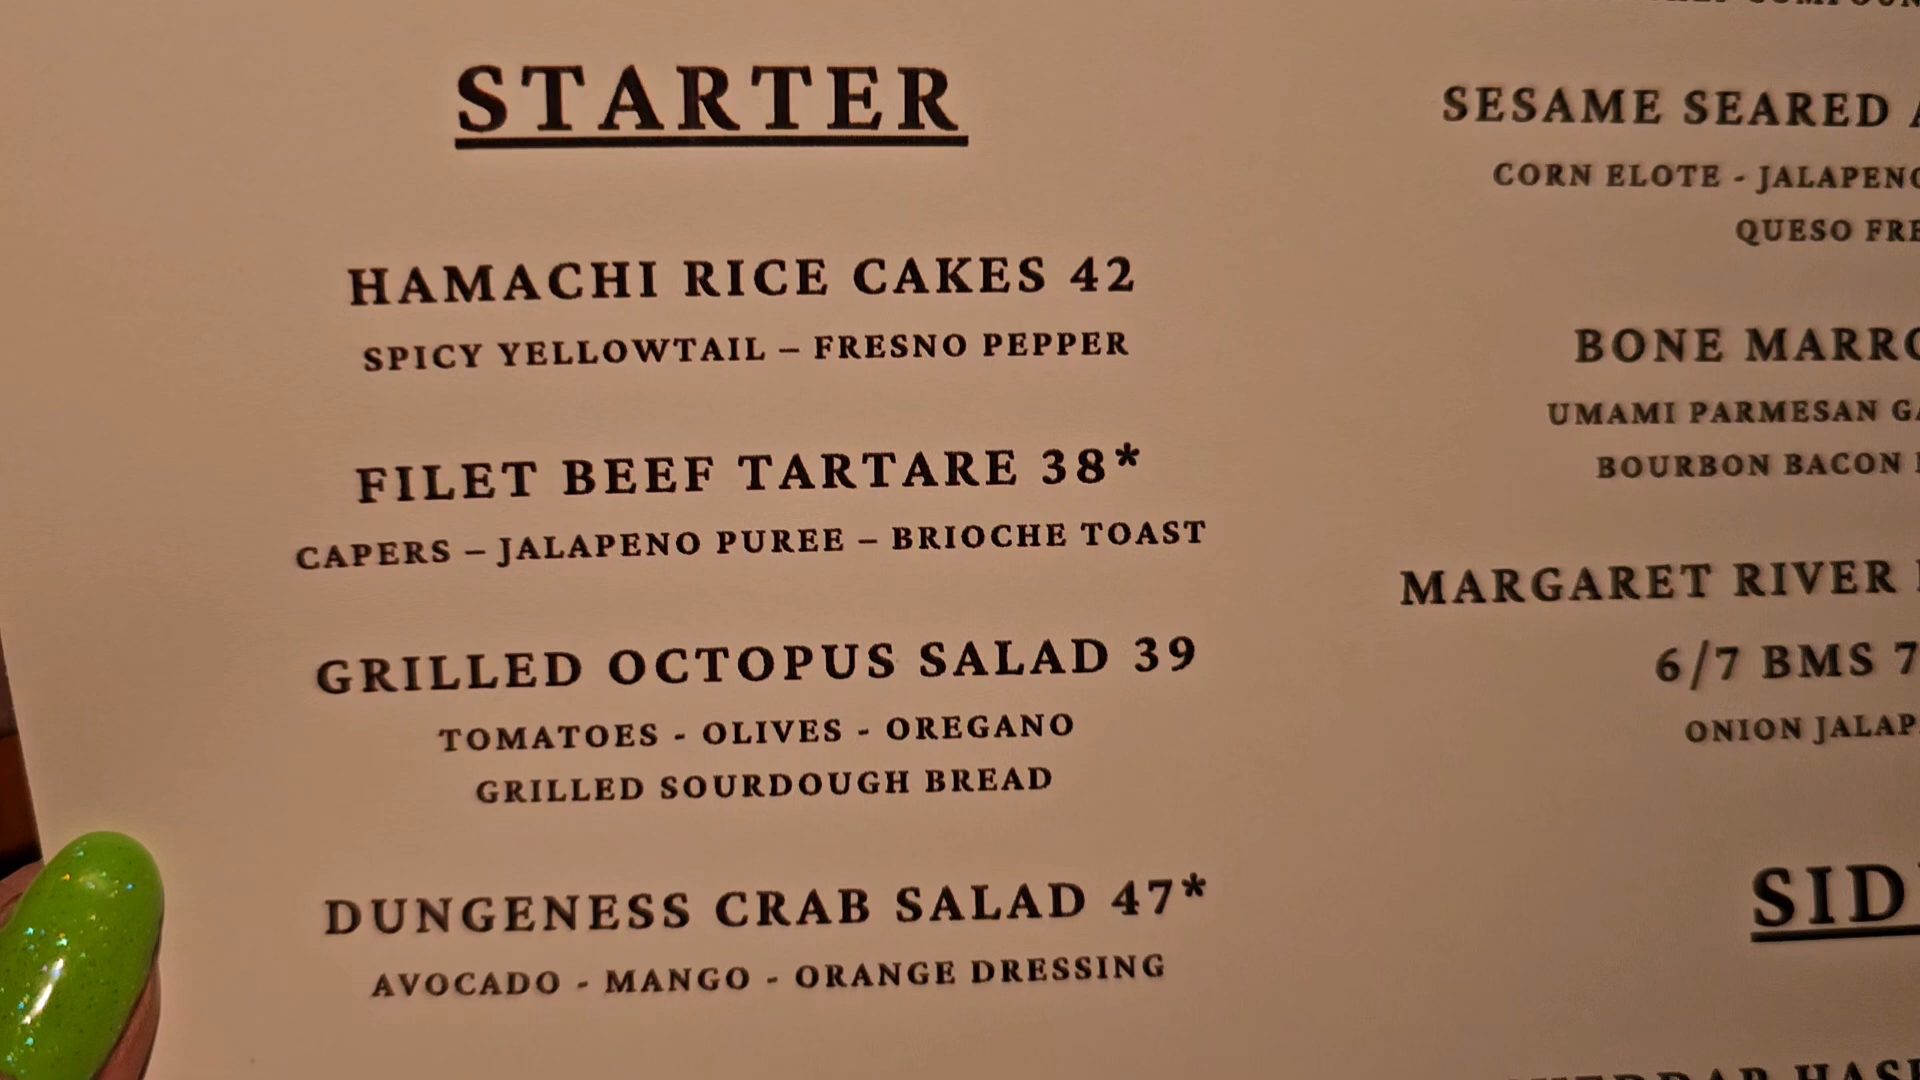 STARTER
HAMACHI RICE CAKES 42
SPICY YELLOWTAIL – FRESNO PEPPER
FILET BEEF TARTARE 38*
CAPERS – JALAPENO PUREE – BRIOCHE TOAST
GRILLED OCTOPUS SALAD 39
TOMATOES - OLIVES - OREGANO
GRILLED SOURDOUGH BREAD
DUNGENESS CRAB SALAD 47*
AVOCADO - MANGO - ORANGE DRESSING
SESAME SEARED
CORN ELOTE - JALAPENO
QUESO
BONE
UMAMI PARMESAN
BOURBON BACON
MARGARET RIVER
6/7 BMS
ONION